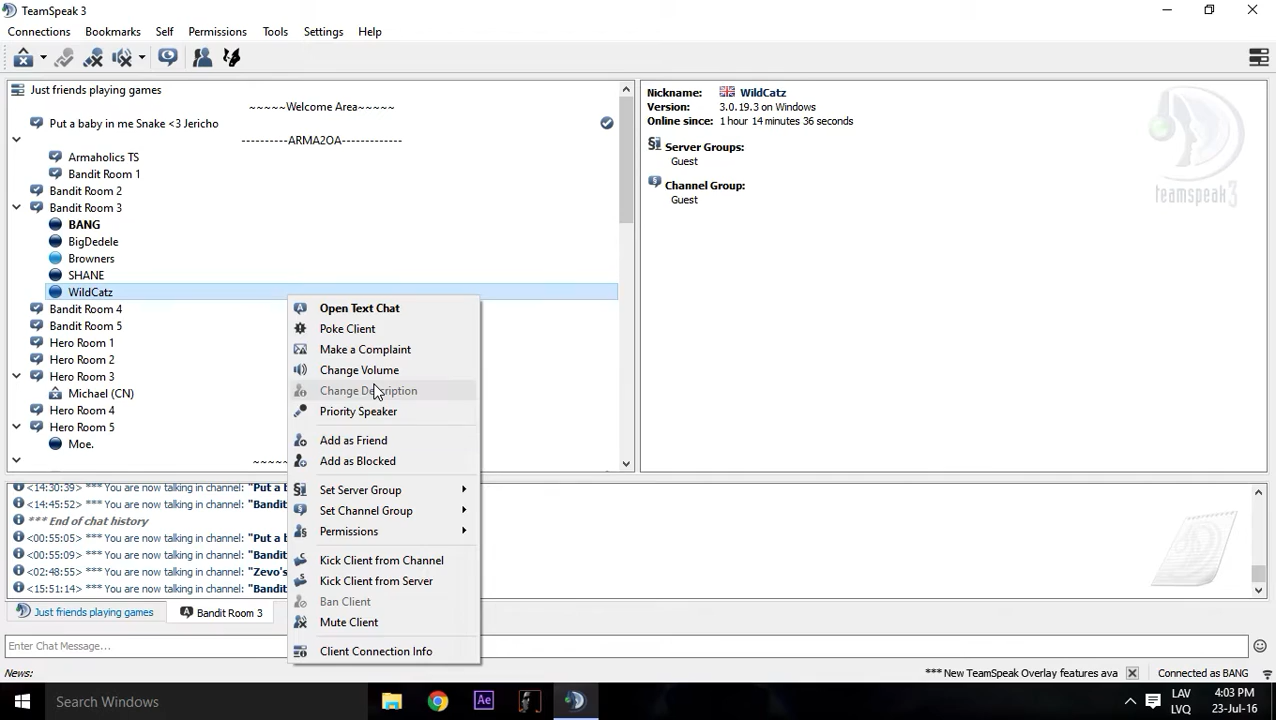 TeamSpeak 3
Connections Bookmarks Self Permissions Tools Settings Help
Just friends playing games
~~~~~Welcome Area~~~~~
Put a baby in me Snake <3 Jericho
----------ARMA2OA-------------
Armaholics TS
Bandit Room 1
Bandit Room 2
Bandit Room 3
BANG
BigDedele
Browners
SHANE
WildCatz
Bandit Room 4
Bandit Room 5
Hero Room 1
Hero Room 2
Hero Room 3
Michael (CN)
Hero Room 4
Hero Room 5
Moe.
Nickname: WildCatz
Version: 3.0.19.3 on Windows
Online since: 1 hour 14 minutes 36 seconds
Server Groups:
Guest
Channel Group:
Guest
teamspeak3
Open Text Chat
Poke Client
Make a Complaint
Change Volume
Change Description
Priority Speaker
Add as Friend
Add as Blocked
Set Server Group
Set Channel Group
Permissions
Kick Client from Channel
Kick Client from Server
Ban Client
Mute Client
Client Connection Info
<14:30:39> *** You are now talking in channel: "Put a b
<14:45:52> *** You are now talking in channel: "Bandit
*** End of chat history
<00:55:05> *** You are now talking in channel: "Put a b
<00:55:09> *** You are now talking in channel: "Bandit
<02:48:55> *** You are now talking in channel: "Zevo's
<15:51:14> *** You are now talking in channel: "Bandit
Just friends playing games Bandit Room 3
Enter Chat Message...
News: *** New TeamSpeak Overlay features ava Connected as BANG
Search Windows Ae LAV 4:03 PM
LVQ 23-Jul-16